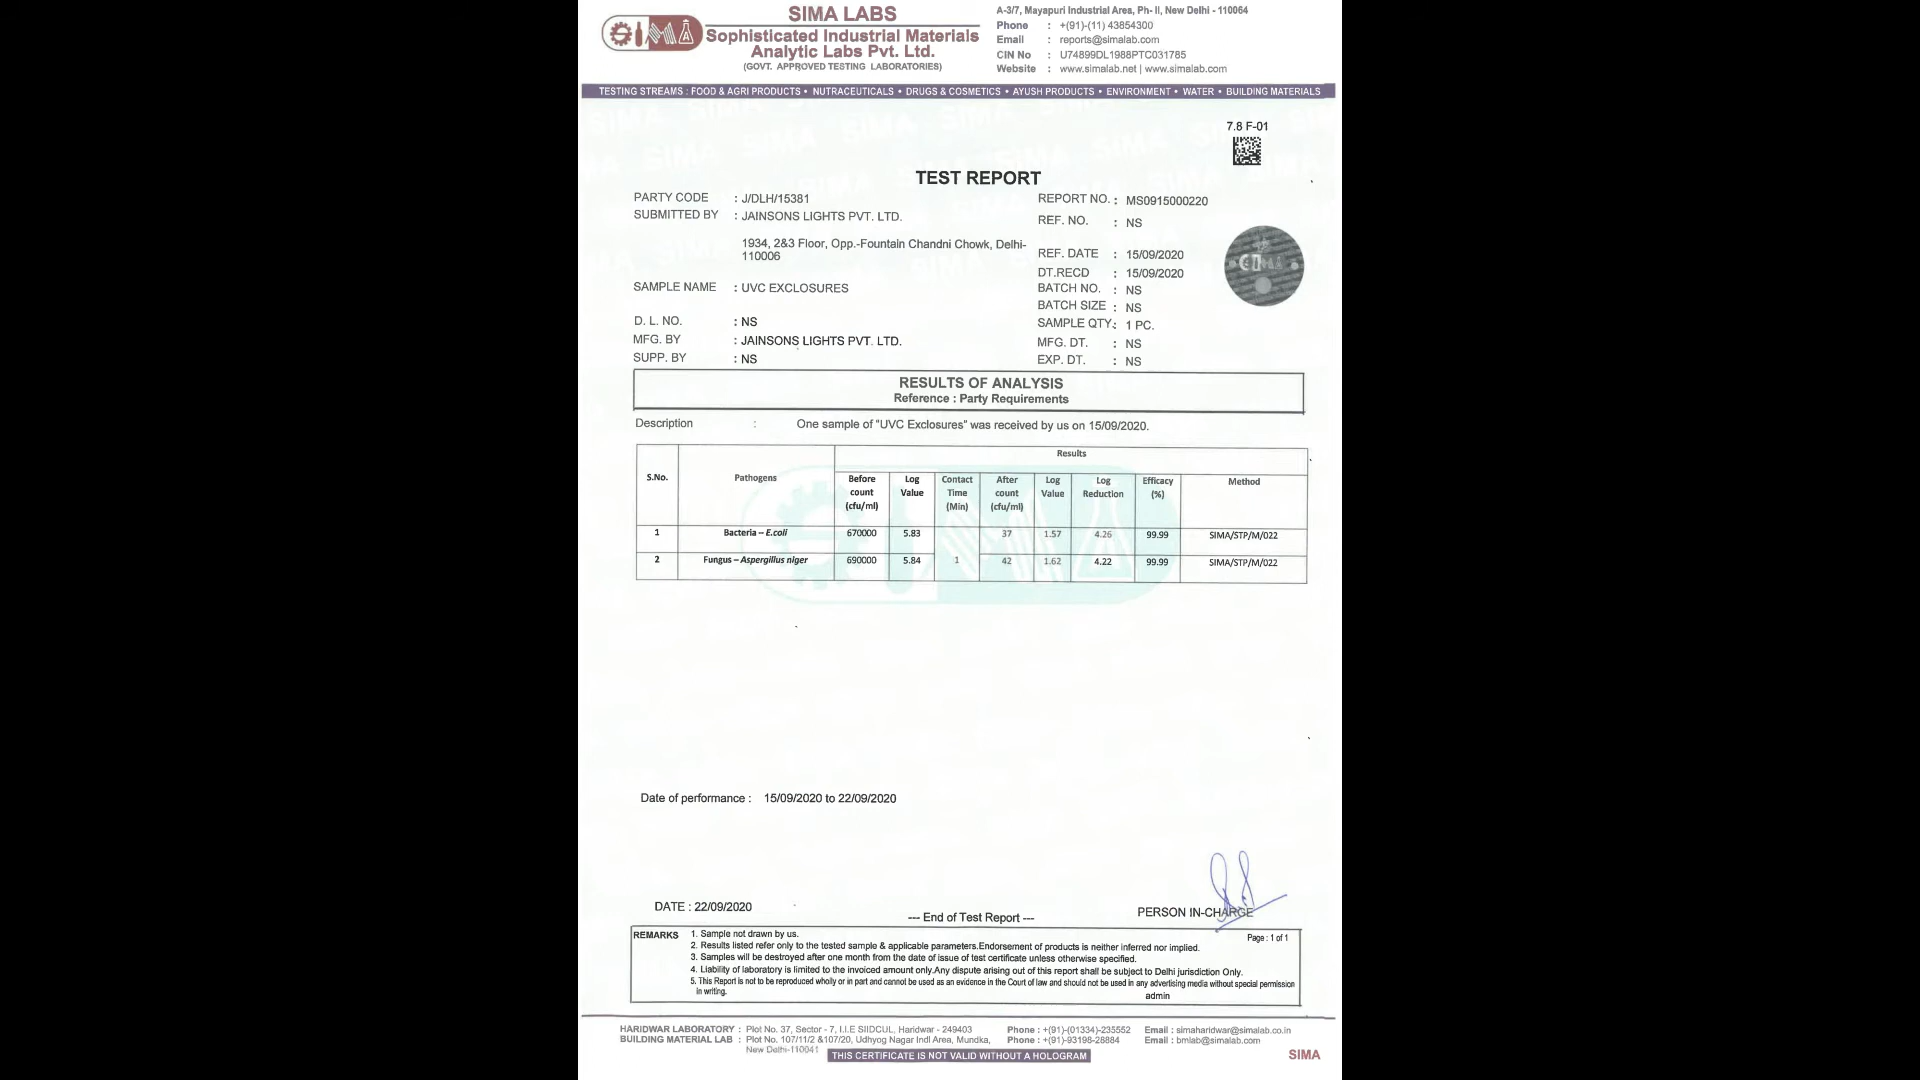 SIMA LABS
Sophisticated Industrial Materials
Analytic Labs Pvt. Ltd.
(GOVT. APPROVED TESTING LABORATORIES)
A-3/7, Mayapuri Industrial Area, Ph- II, New Delhi - 110064
Phone : +(91)-(11) 43854300
Email : reports@simalab.com
CIN No : U74899DL1988PTC031785
Website : www.simalab.net | www.simalab.com
TESTING STREAMS : FOOD & AGRI PRODUCTS • NUTRACEUTICALS • DRUGS & COSMETICS • AYUSH PRODUCTS • ENVIRONMENT • WATER • BUILDING MATERIALS
7.8 F-01
TEST REPORT
PARTY CODE : J/DLH/15381
SUBMITTED BY : JAINSONS LIGHTS PVT. LTD.
1934, 2&3 Floor, Opp.-Fountain Chandni Chowk, Delhi-
110006
SAMPLE NAME : UVC EXCLOSURES
D. L. NO. : NS
MFG. BY : JAINSONS LIGHTS PVT. LTD.
SUPP. BY : NS
REPORT NO. : MS0915000220
REF. NO. : NS
REF. DATE : 15/09/2020
DT.RECD : 15/09/2020
BATCH NO. : NS
BATCH SIZE : NS
SAMPLE QTY. : 1 PC.
MFG. DT. : NS
EXP. DT. : NS
SIMA
RESULTS OF ANALYSIS
Reference : Party Requirements
Description : One sample of "UVC Exclosures" was received by us on 15/09/2020.
Results
S.No. Pathogens Before count (cfu/ml) Log Value Contact Time (Min) After count (cfu/ml) Log Value Log Reduction Efficacy (%) Method
1 Bacteria – E.coli 670000 5.83 37 1.57 4.26 99.99 SIMA/STP/M/022
2 Fungus – Aspergillus niger 690000 5.84 1 42 1.62 4.22 99.99 SIMA/STP/M/022
Date of performance : 15/09/2020 to 22/09/2020
DATE : 22/09/2020
--- End of Test Report ---
PERSON IN-CHARGE
REMARKS
1. Sample not drawn by us.
Page : 1 of 1
2. Results listed refer only to the tested sample & applicable parameters.Endorsement of products is neither inferred nor implied.
3. Samples will be destroyed after one month from the date of issue of test certificate unless otherwise specified.
4. Liability of laboratory is limited to the invoiced amount only.Any dispute arising out of this report shall be subject to Delhi jurisdiction Only.
5. This Report is not to be reproduced wholly or in part and cannot be used as an evidence in the Court of law and should not be used in any advertising media without special permission
in writing.
admin
HARIDWAR LABORATORY : Plot No. 37, Sector - 7, I.I.E SIIDCUL, Haridwar - 249403 Phone : +(91)-(01334)-235552 Email : simaharidwar@simalab.co.in
BUILDING MATERIAL LAB : Plot No. 107/11/2 &107/20, Udhyog Nagar Indl Area, Mundka, Phone : +(91)-93198-28884 Email : bmlab@simalab.com
New Delhi-110041
THIS CERTIFICATE IS NOT VALID WITHOUT A HOLOGRAM
SIMA